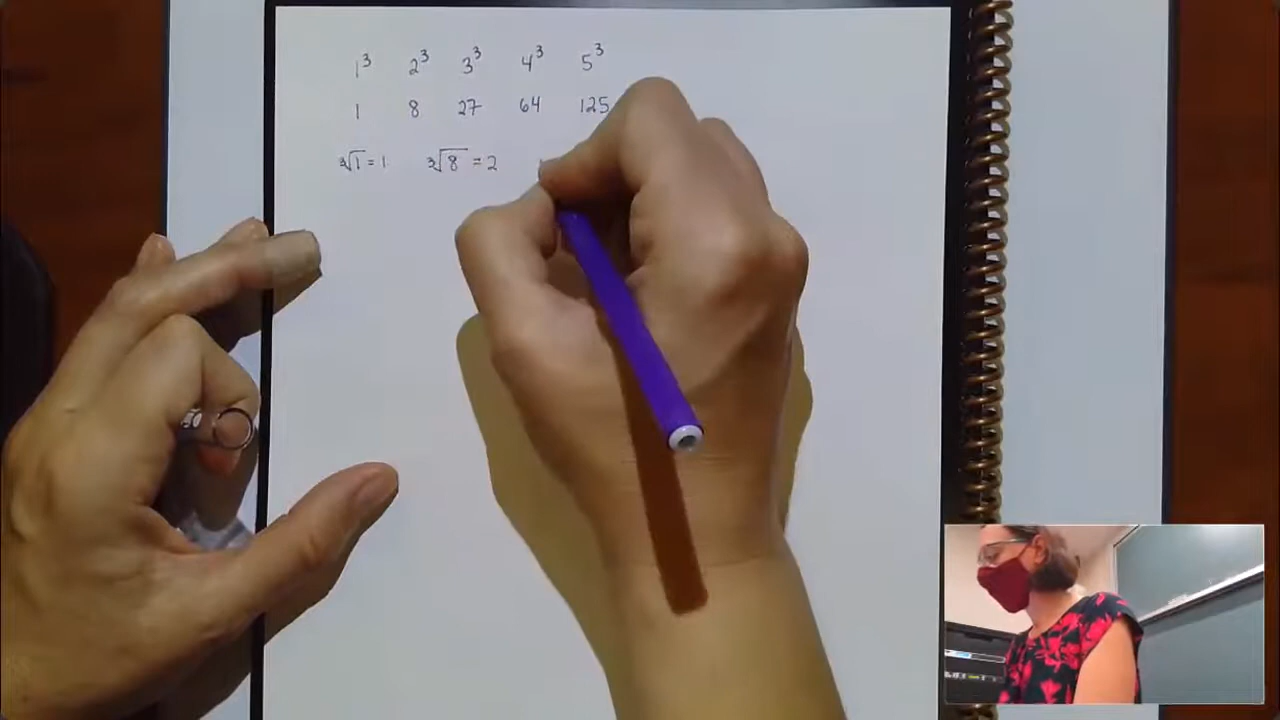 1³ 2³ 3³ 4³ 5³
1 8 27 64 125
∛1 = 1 ∛8 = 2